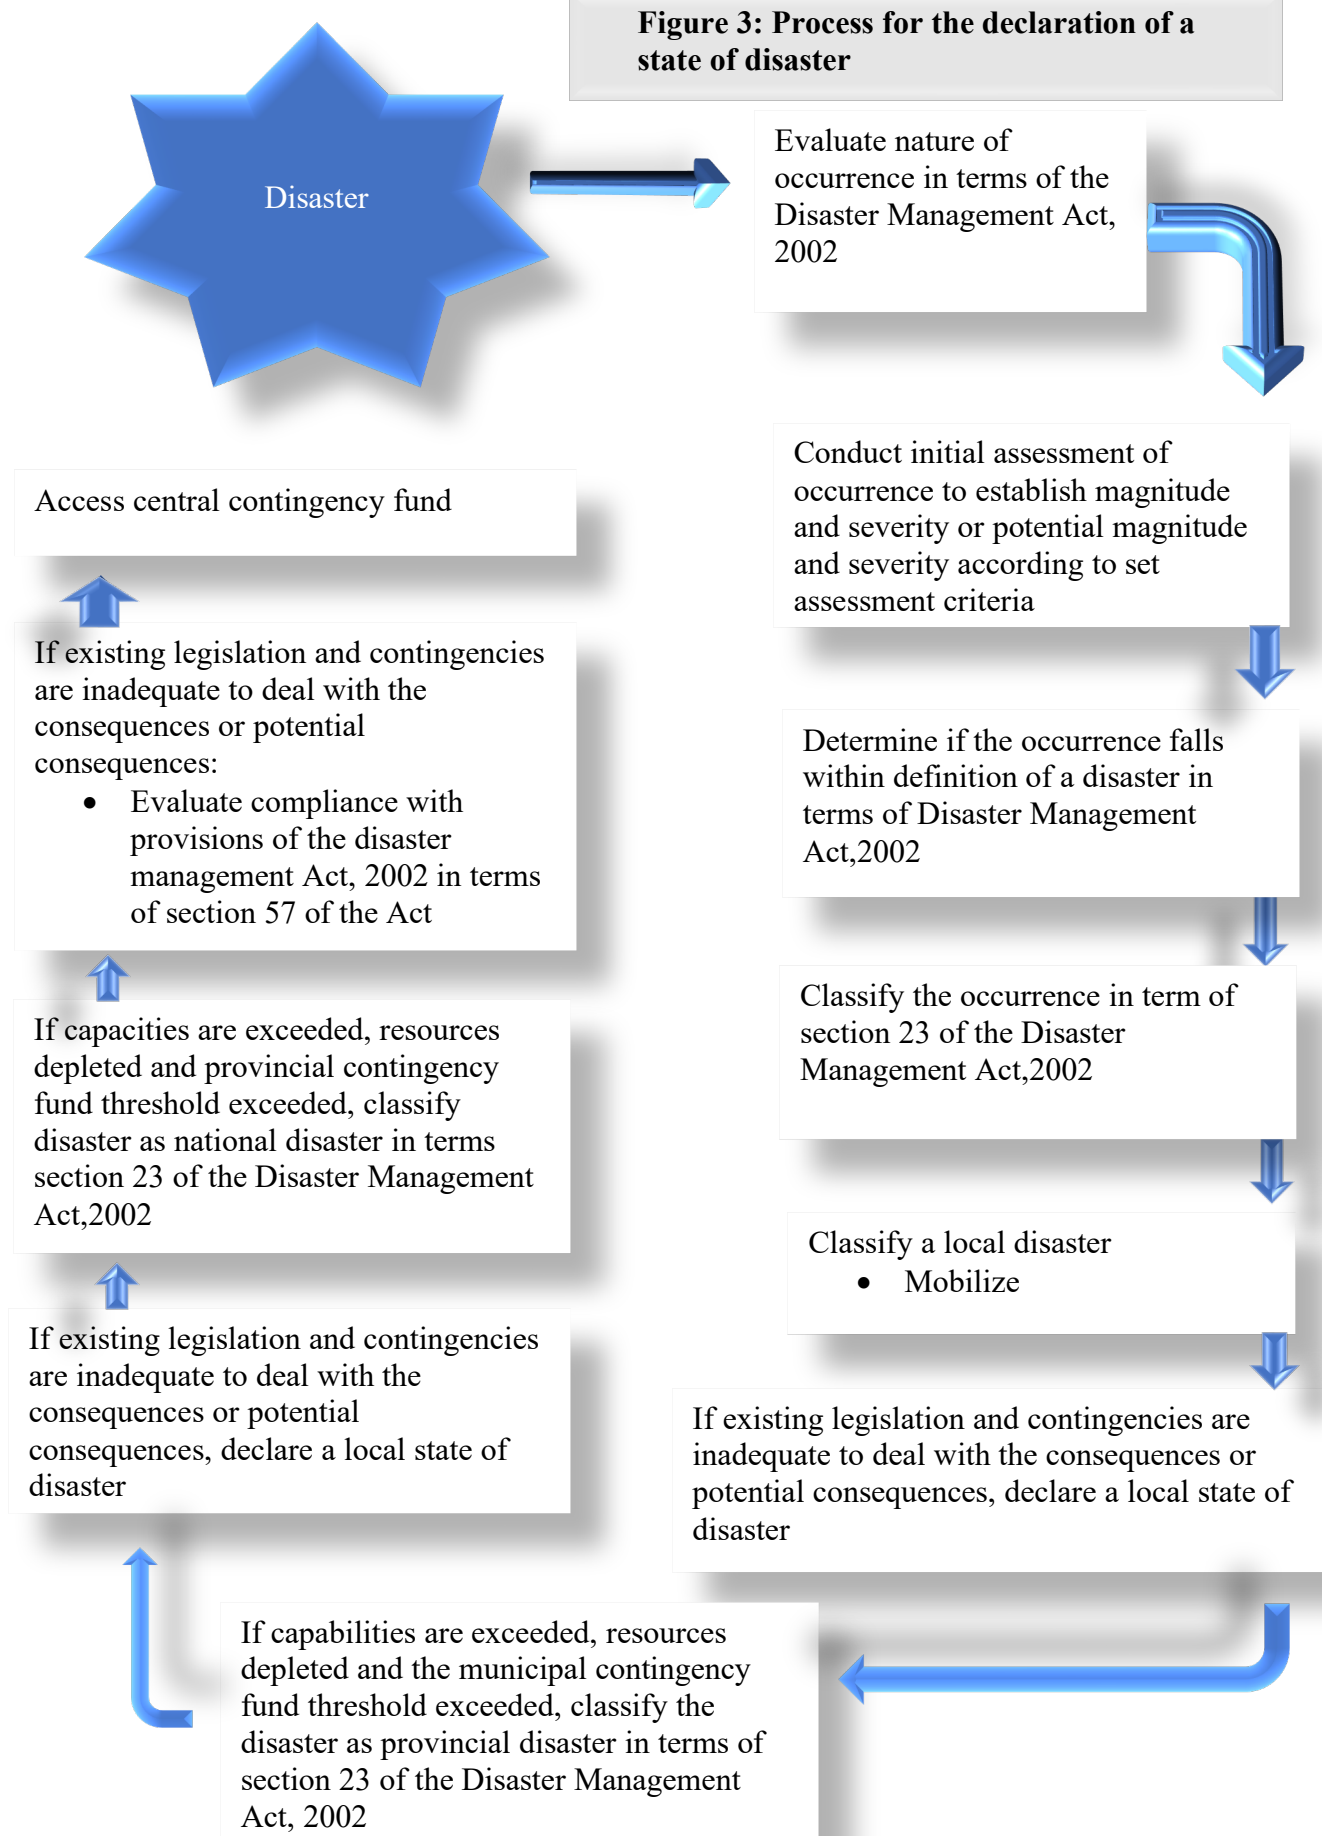 Figure 3: Process for the declaration of a
state of disaster
Disaster
Evaluate nature of
occurrence in terms of the
Disaster Management Act,
2002
Conduct initial assessment of
occurrence to establish magnitude
and severity or potential magnitude
and severity according to set
assessment criteria
Determine if the occurrence falls
within definition of a disaster in
terms of Disaster Management
Act,2002
Classify the occurrence in term of
section 23 of the Disaster
Management Act,2002
Classify a local disaster
• Mobilize
If existing legislation and contingencies are
inadequate to deal with the consequences or
potential consequences, declare a local state of
disaster
If capabilities are exceeded, resources
depleted and the municipal contingency
fund threshold exceeded, classify the
disaster as provincial disaster in terms of
section 23 of the Disaster Management
Act, 2002
If existing legislation and contingencies
are inadequate to deal with the
consequences or potential
consequences, declare a local state of
disaster
If capacities are exceeded, resources
depleted and provincial contingency
fund threshold exceeded, classify
disaster as national disaster in terms
section 23 of the Disaster Management
Act,2002
If existing legislation and contingencies
are inadequate to deal with the
consequences or potential
consequences:
• Evaluate compliance with
provisions of the disaster
management Act, 2002 in terms
of section 57 of the Act
Access central contingency fund